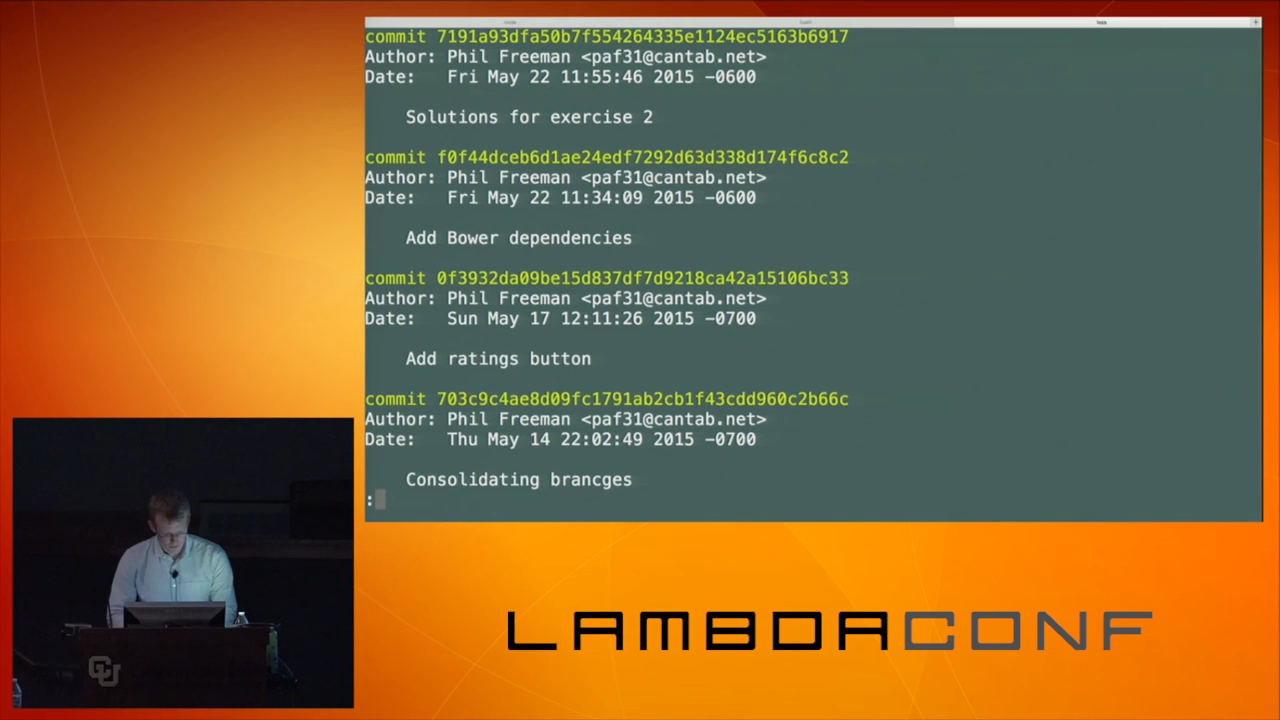 commit 7191a93dfa50b7f554264335e1124ec5163b6917
Author: Phil Freeman <paf31@cantab.net>
Date:   Fri May 22 11:55:46 2015 -0600
Solutions for exercise 2
commit f0f44dceb6d1ae24edf7292d63d338d174f6c8c2
Author: Phil Freeman <paf31@cantab.net>
Date:   Fri May 22 11:34:09 2015 -0600
Add Bower dependencies
commit 0f3932da09be15d837df7d9218ca42a15106bc33
Author: Phil Freeman <paf31@cantab.net>
Date:   Sun May 17 12:11:26 2015 -0700
Add ratings button
commit 703c9c4ae8d09fc1791ab2cb1f43cdd960c2b66c
Author: Phil Freeman <paf31@cantab.net>
Date:   Thu May 14 22:02:49 2015 -0700
Consolidating brancges
:
CU
LAMBDACONF